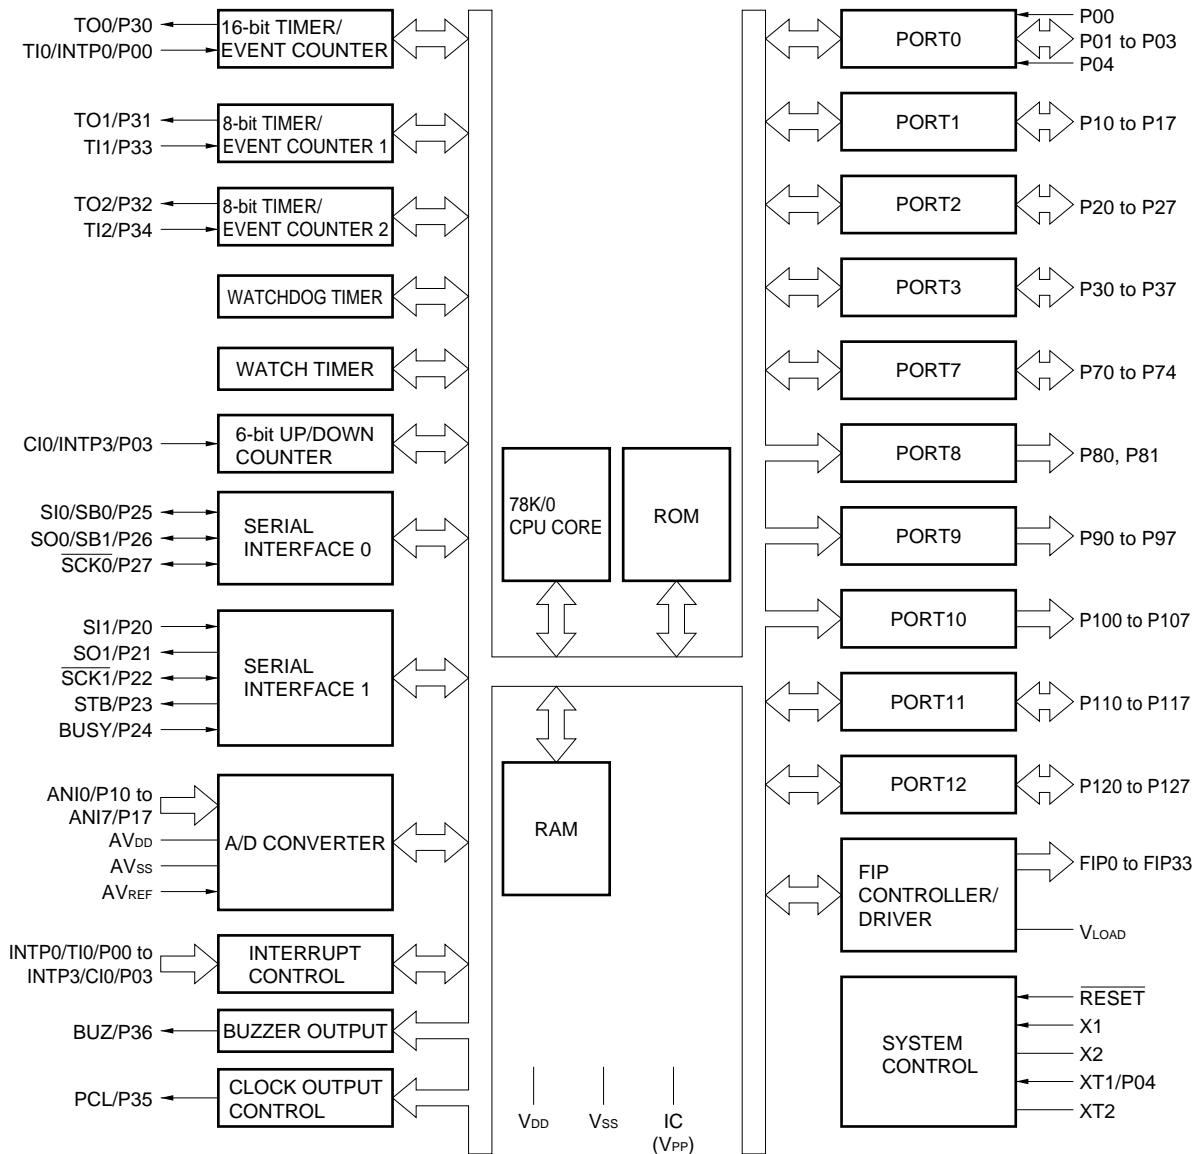 TO0/P30
TI0/INTP0/P00
16-bit TIMER/
EVENT COUNTER
TO1/P31
TI1/P33
8-bit TIMER/
EVENT COUNTER 1
TO2/P32
TI2/P34
8-bit TIMER/
EVENT COUNTER 2
WATCHDOG TIMER
WATCH TIMER
CI0/INTP3/P03
6-bit UP/DOWN
COUNTER
SI0/SB0/P25
SO0/SB1/P26
SCK0/P27
SERIAL
INTERFACE 0
SI1/P20
SO1/P21
SCK1/P22
STB/P23
BUSY/P24
SERIAL
INTERFACE 1
ANI0/P10 to
ANI7/P17
AVDD
AVSS
AVREF
A/D CONVERTER
INTP0/TI0/P00 to
INTP3/CI0/P03
INTERRUPT
CONTROL
BUZ/P36
BUZZER OUTPUT
PCL/P35
CLOCK OUTPUT
CONTROL
78K/0
CPU CORE
ROM
RAM
VDD
VSS
IC
(VPP)
PORT0
P00
P01 to P03
P04
PORT1
P10 to P17
PORT2
P20 to P27
PORT3
P30 to P37
PORT7
P70 to P74
PORT8
P80, P81
PORT9
P90 to P97
PORT10
P100 to P107
PORT11
P110 to P117
PORT12
P120 to P127
FIP
CONTROLLER/
DRIVER
FIP0 to FIP33
VLOAD
SYSTEM
CONTROL
RESET
X1
X2
XT1/P04
XT2